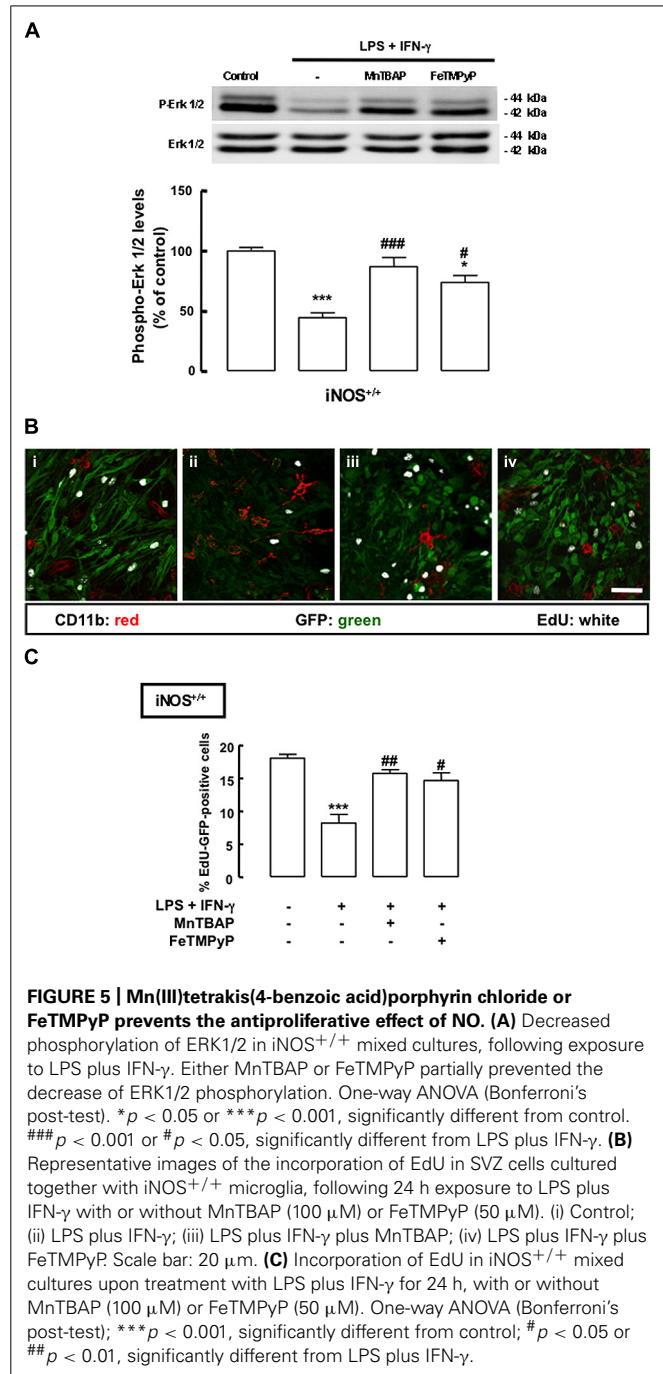 A
LPS + IFN-γ
Control - MnTBAP FeTMPyP
P-Erk 1/2
- 44 kDa
- 42 kDa
Erk 1/2
- 44 kDa
- 42 kDa
Phospho-Erk 1/2 levels
(% of control)
150
100
50
0
***
###
#
*
iNOS+/+
B
i ii iii iv
CD11b: red GFP: green EdU: white
C
iNOS+/+
% EdU-GFP-positive cells
20
15
10
5
0
***
##
#
LPS + IFN-γ - + + +
MnTBAP - - + -
FeTMPyP - - - +
FIGURE 5 | Mn(III)tetrakis(4-benzoic acid)porphyrin chloride or
FeTMPyP prevents the antiproliferative effect of NO. (A) Decreased
phosphorylation of ERK1/2 in iNOS+/+ mixed cultures, following exposure
to LPS plus IFN-γ. Either MnTBAP or FeTMPyP partially prevented the
decrease of ERK1/2 phosphorylation. One-way ANOVA (Bonferroni's
post-test). *p < 0.05 or ***p < 0.001, significantly different from control.
###p < 0.001 or #p < 0.05, significantly different from LPS plus IFN-γ. (B)
Representative images of the incorporation of EdU in SVZ cells cultured
together with iNOS+/+ microglia, following 24 h exposure to LPS plus
IFN-γ with or without MnTBAP (100 μM) or FeTMPyP (50 μM). (i) Control;
(ii) LPS plus IFN-γ; (iii) LPS plus IFN-γ plus MnTBAP; (iv) LPS plus IFN-γ plus
FeTMPyP. Scale bar: 20 μm. (C) Incorporation of EdU in iNOS+/+ mixed
cultures upon treatment with LPS plus IFN-γ for 24 h, with or without
MnTBAP (100 μM) or FeTMPyP (50 μM). One-way ANOVA (Bonferroni's
post-test); ***p < 0.001, significantly different from control; #p < 0.05 or
##p < 0.01, significantly different from LPS plus IFN-γ.